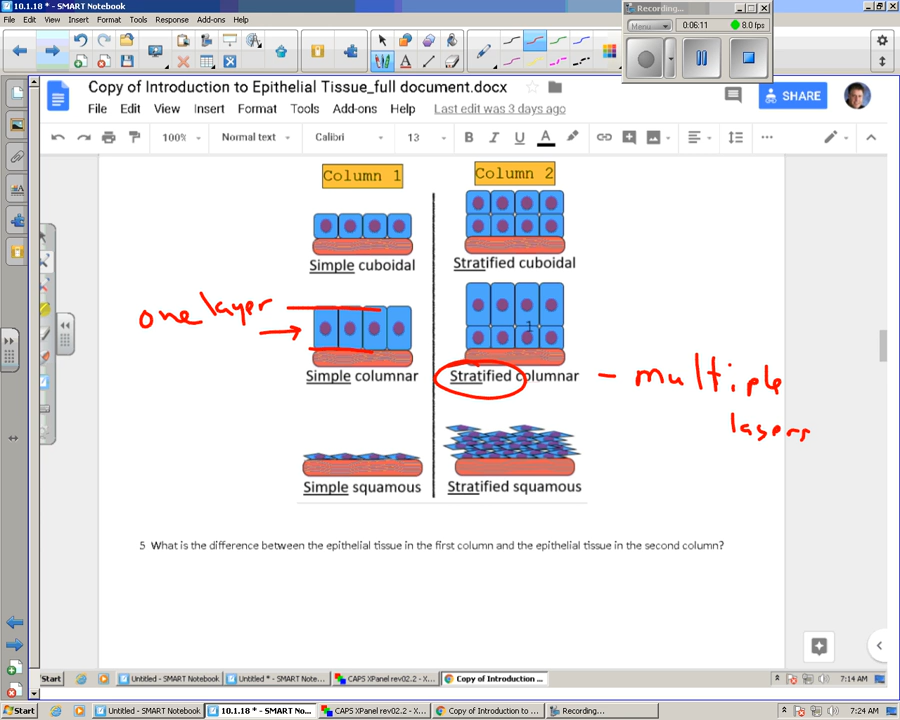 10.1.18 * - SMART Notebook
Recording...
File Edit View Insert Format Tools Response Add-ons Help
Menu
0:06:11
8.0 fps
Copy of Introduction to Epithelial Tissue_full document.docx
SHARE
File Edit View Insert Format Tools Add-ons Help Last edit was 3 days ago
100% Normal text Calibri 13 B I U A
Column 1 Column 2
Simple cuboidal Stratified cuboidal
one layer
Simple columnar Stratified columnar - multiple
layers
Simple squamous Stratified squamous
5 What is the difference between the epithelial tissue in the first column and the epithelial tissue in the second column?
Start Untitled - SMART Notebook Untitled * - SMART Note... CAPS XPanel rev02.2 - X... Copy of Introduction ... 7:14 AM
Start Untitled - SMART Notebook 10.1.18 * - SMART No... CAPS XPanel rev02.2 - X... Copy of Introduction to ... Recording... 7:24 AM